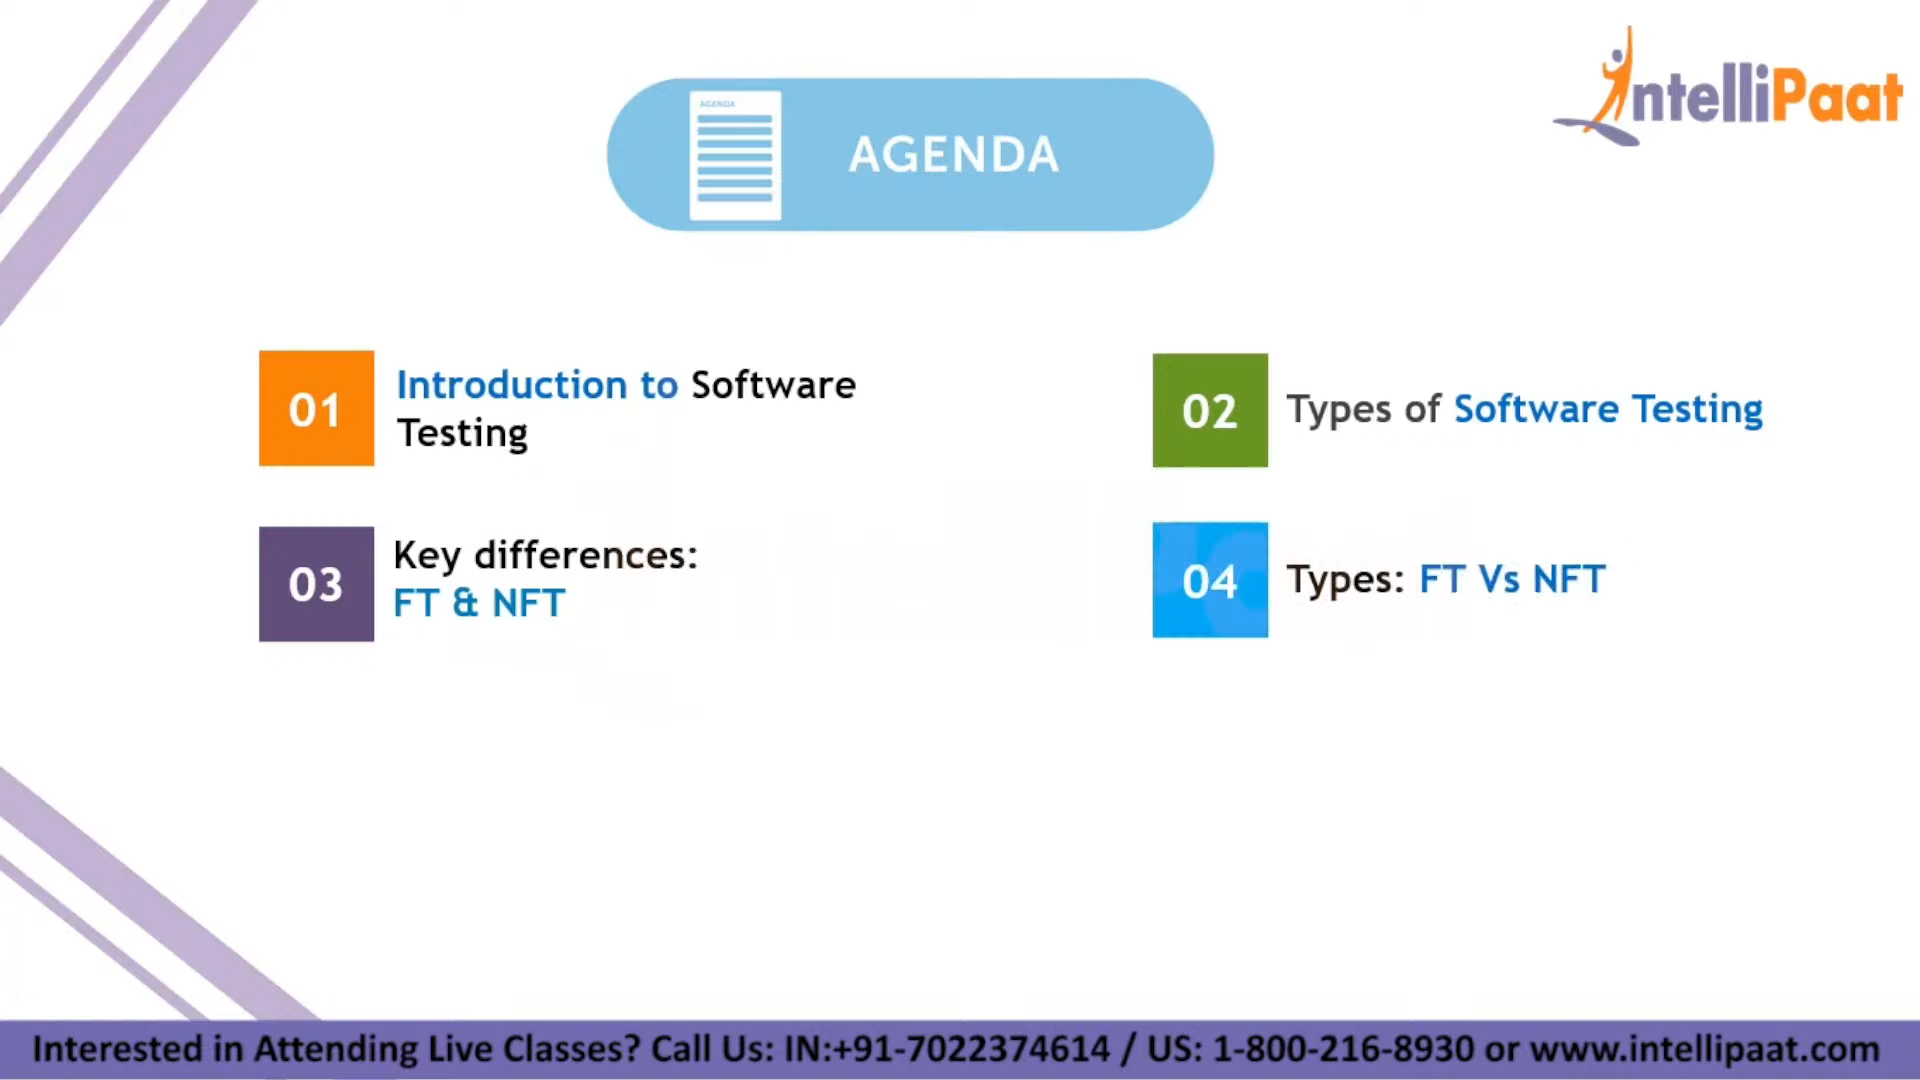 IntelliPaat
AGENDA
AGENDA
01
Introduction to Software
Testing
02
Types of Software Testing
03
Key differences:
FT & NFT
04
Types: FT Vs NFT
Interested in Attending Live Classes? Call Us: IN:+91-7022374614 / US: 1-800-216-8930 or www.intellipaat.com